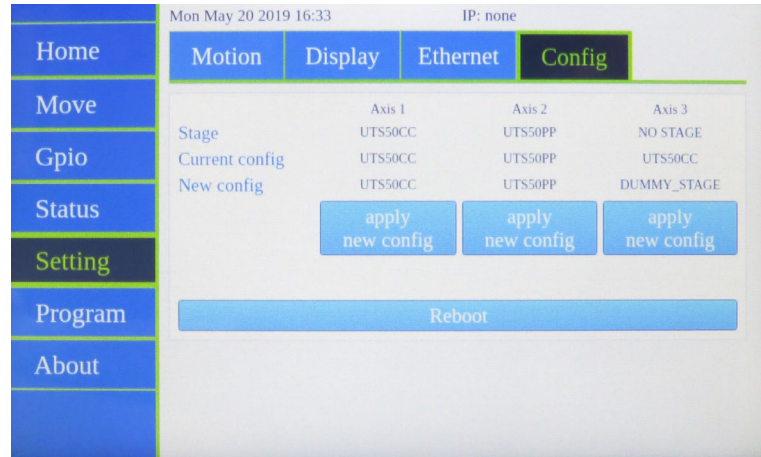 Mon May 20 2019 16:33 IP: none
Home
Move
Gpio
Status
Setting
Program
About
Motion Display Ethernet Config
Axis 1 Axis 2 Axis 3
Stage UTS50CC UTS50PP NO STAGE
Current config UTS50CC UTS50PP UTS50CC
New config UTS50CC UTS50PP DUMMY_STAGE
apply
new config
apply
new config
apply
new config
Reboot